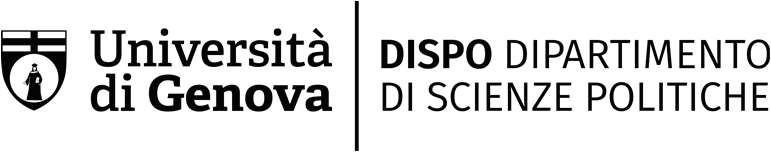 Università
di Genova
DISPO DIPARTIMENTO
DI SCIENZE POLITICHE